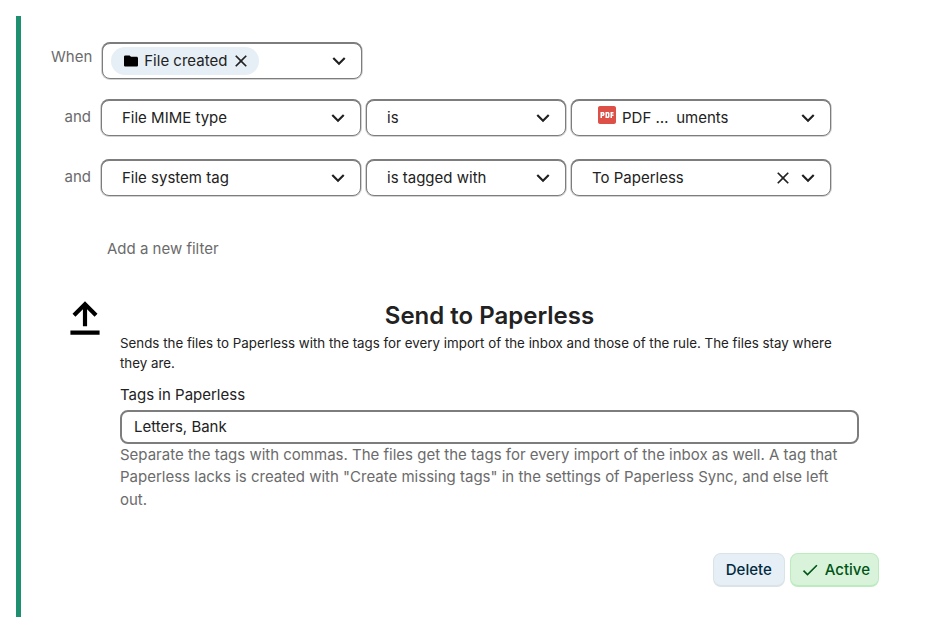 When File created
and File MIME type is PDF PDF ... uments
and File system tag is tagged with To Paperless
Add a new filter
Send to Paperless
Sends the files to Paperless with the tags for every import of the inbox and those of the rule. The files stay where
they are.
Tags in Paperless
Letters, Bank
Separate the tags with commas. The files get the tags for every import of the inbox as well. A tag that
Paperless lacks is created with "Create missing tags" in the settings of Paperless Sync, and else left
out.
Delete Active